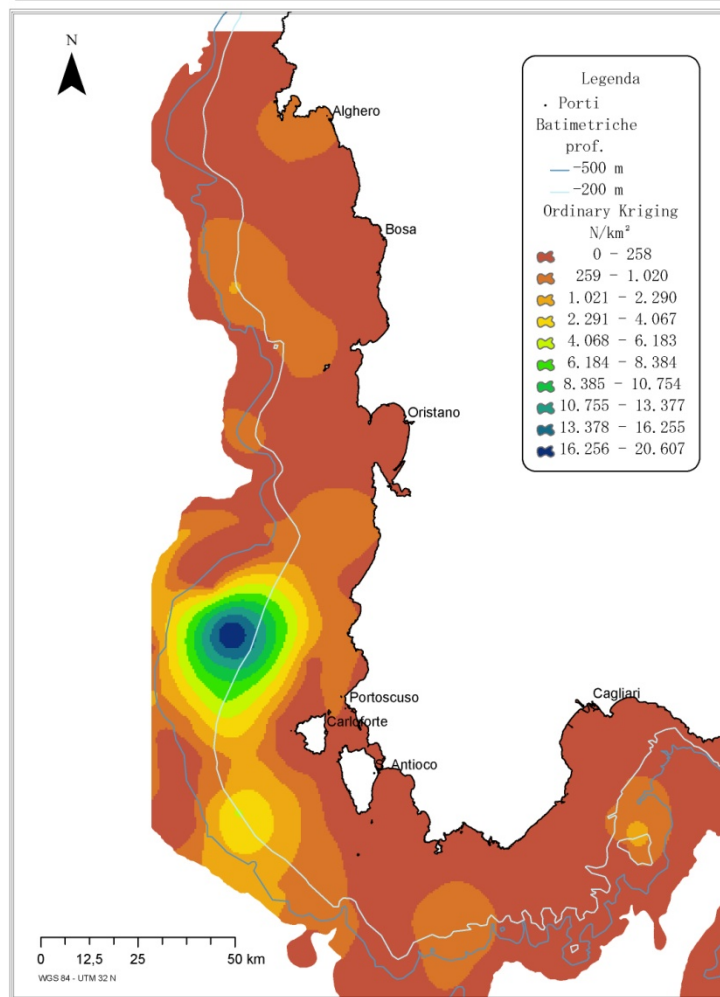 N
Alghero
Bosa
Oristano
Portoscuso
Carloforte
S. Antioco
Cagliari
Legenda
Porti
Batimetriche
prof.
-500 m
-200 m
Ordinary Kriging
N/km²
0 - 258
259 - 1.020
1.021 - 2.290
2.291 - 4.067
4.068 - 6.183
6.184 - 8.384
8.385 - 10.754
10.755 - 13.377
13.378 - 16.255
16.256 - 20.607
0 12,5 25 50 km
WGS 84 - UTM 32 N